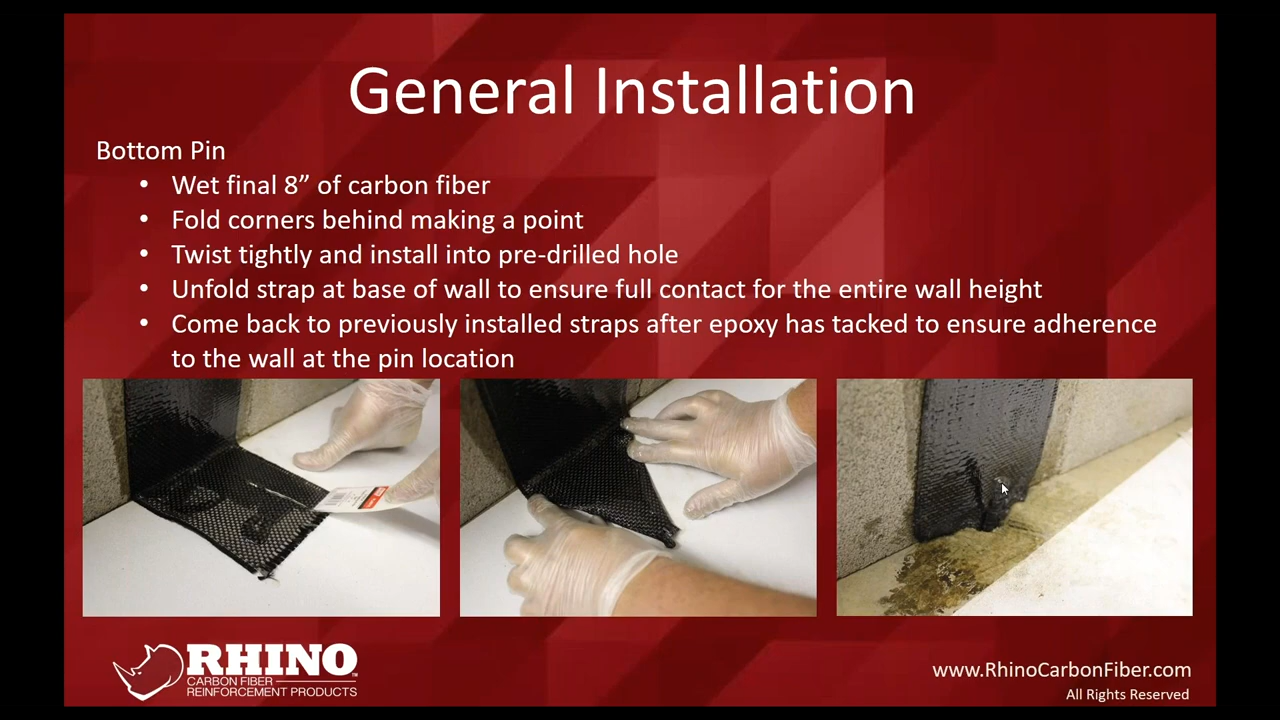 General Installation
Bottom Pin
• Wet final 8” of carbon fiber
• Fold corners behind making a point
• Twist tightly and install into pre-drilled hole
• Unfold strap at base of wall to ensure full contact for the entire wall height
• Come back to previously installed straps after epoxy has tacked to ensure adherence
to the wall at the pin location
RHINO
CARBON FIBER
REINFORCEMENT PRODUCTS
www.RhinoCarbonFiber.com
All Rights Reserved